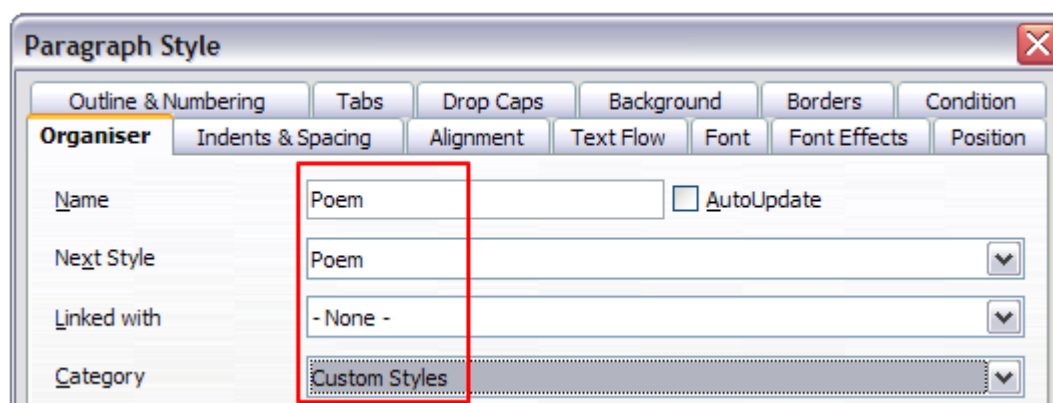 Paragraph Style
Outline & Numbering Tabs Drop Caps Background Borders Condition
Organiser Indents & Spacing Alignment Text Flow Font Font Effects Position
Name Poem AutoUpdate
Next Style Poem
Linked with - None -
Category Custom Styles